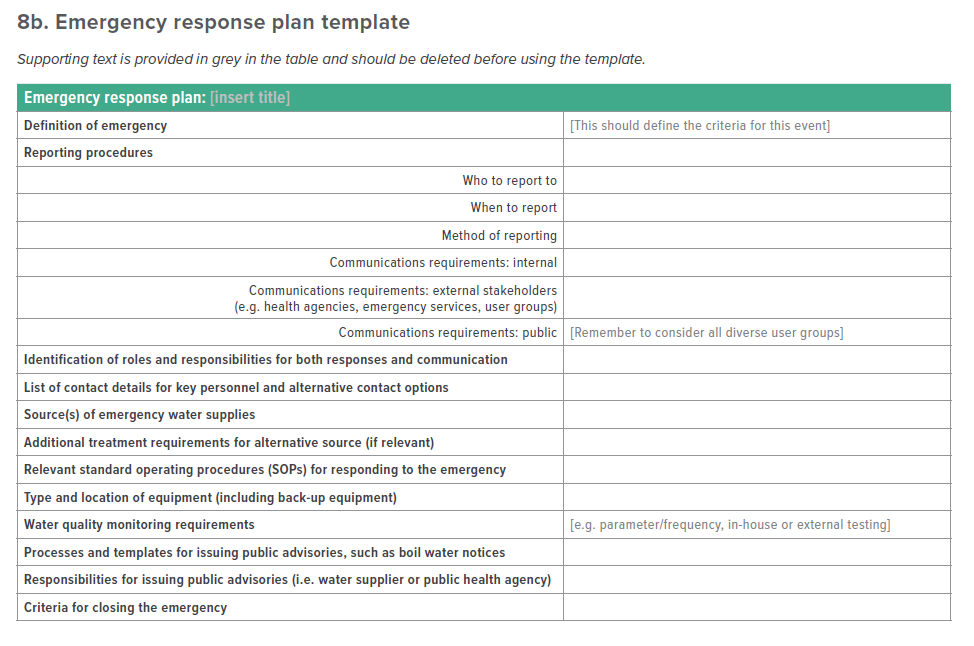 8b. Emergency response plan template
Supporting text is provided in grey in the table and should be deleted before using the template.
Emergency response plan: [insert title]
Definition of emergency [This should define the criteria for this event]
Reporting procedures
Who to report to
When to report
Method of reporting
Communications requirements: internal
Communications requirements: external stakeholders
(e.g. health agencies, emergency services, user groups)
Communications requirements: public [Remember to consider all diverse user groups]
Identification of roles and responsibilities for both responses and communication
List of contact details for key personnel and alternative contact options
Source(s) of emergency water supplies
Additional treatment requirements for alternative source (if relevant)
Relevant standard operating procedures (SOPs) for responding to the emergency
Type and location of equipment (including back-up equipment)
Water quality monitoring requirements [e.g. parameter/frequency, in-house or external testing]
Processes and templates for issuing public advisories, such as boil water notices
Responsibilities for issuing public advisories (i.e. water supplier or public health agency)
Criteria for closing the emergency